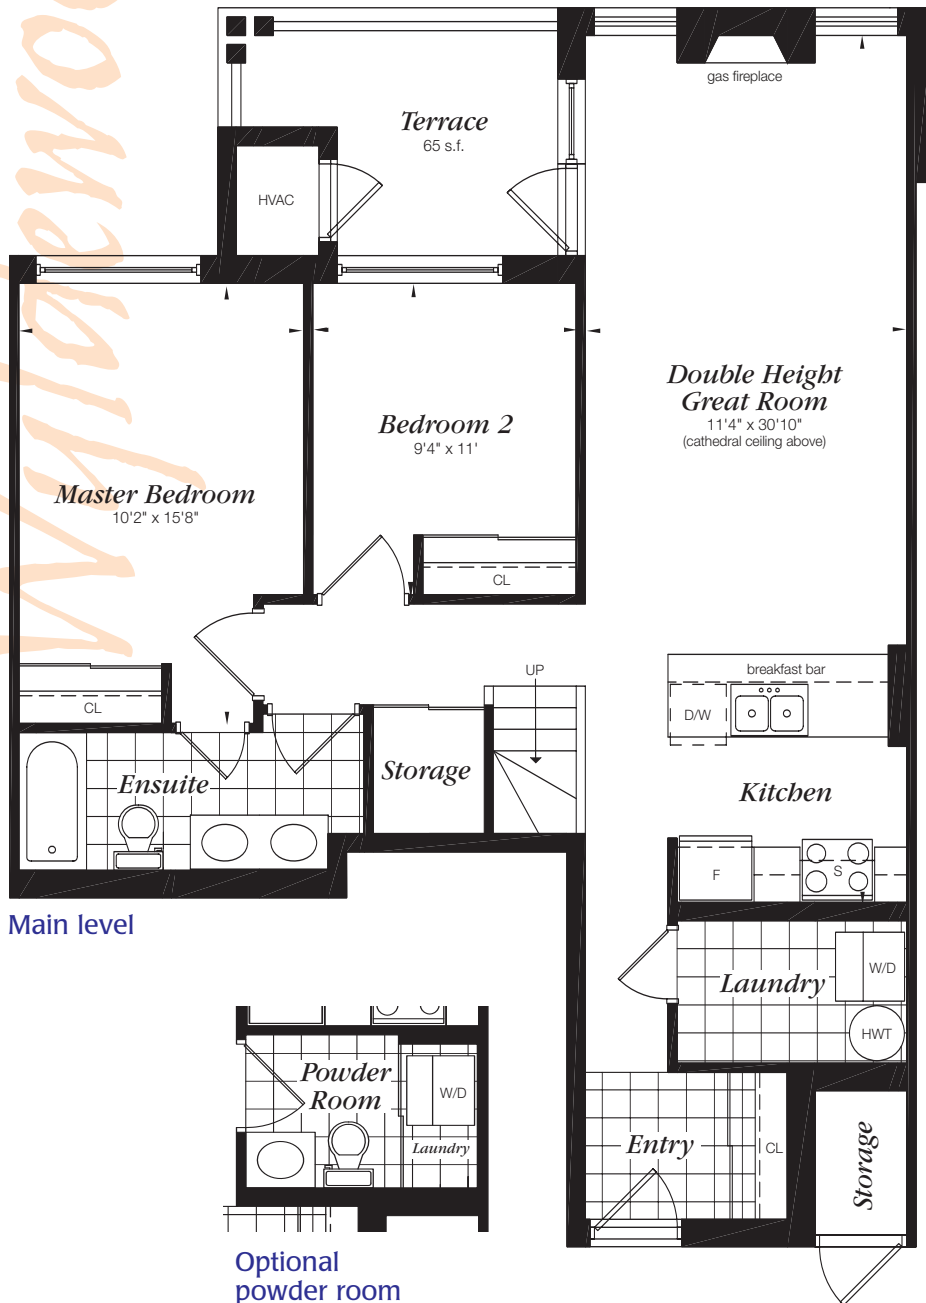 gas fireplace
Terrace
65 s.f.
HVAC
Double Height
Great Room
11'4" x 30'10"
(cathedral ceiling above)
Bedroom 2
9'4" x 11'
Master Bedroom
10'2" x 15'8"
CL
CL
UP
breakfast bar
D/W
Storage
Ensuite
Kitchen
F
S
Main level
Laundry
W/D
HWT
Powder
Room
W/D
Laundry
Entry
CL
Storage
Optional
powder room